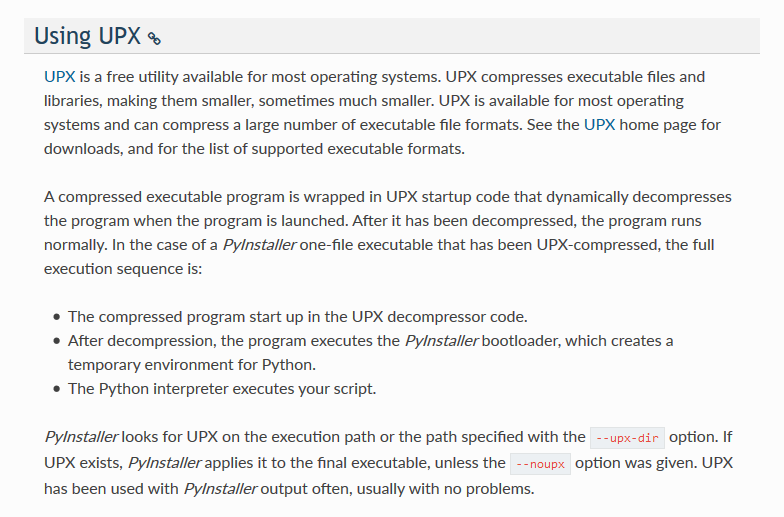 Using UPX
UPX is a free utility available for most operating systems. UPX compresses executable files and
libraries, making them smaller, sometimes much smaller. UPX is available for most operating
systems and can compress a large number of executable file formats. See the UPX home page for
downloads, and for the list of supported executable formats.
A compressed executable program is wrapped in UPX startup code that dynamically decompresses
the program when the program is launched. After it has been decompressed, the program runs
normally. In the case of a PyInstaller one-file executable that has been UPX-compressed, the full
execution sequence is:
• The compressed program start up in the UPX decompressor code.
• After decompression, the program executes the PyInstaller bootloader, which creates a
temporary environment for Python.
• The Python interpreter executes your script.
PyInstaller looks for UPX on the execution path or the path specified with the --upx-dir option. If
UPX exists, PyInstaller applies it to the final executable, unless the --noupx option was given. UPX
has been used with PyInstaller output often, usually with no problems.